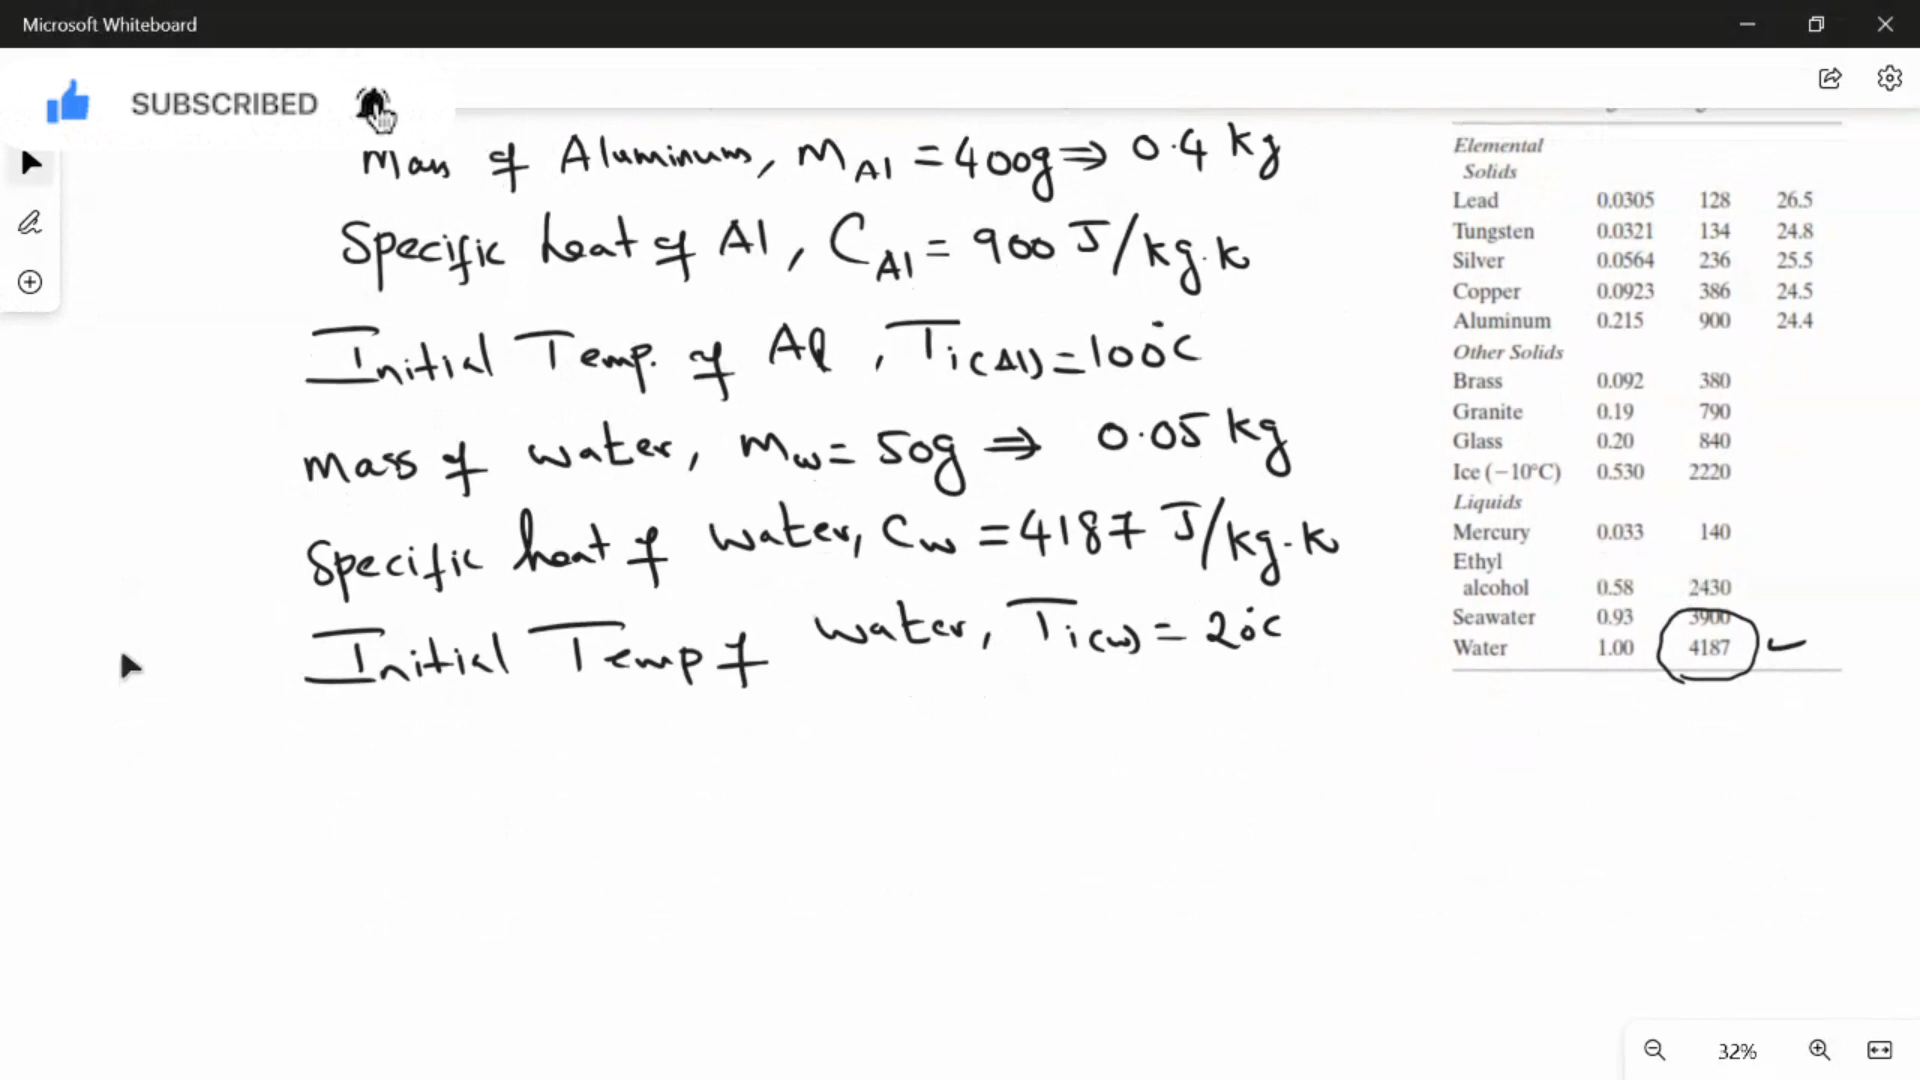 Microsoft Whiteboard
SUBSCRIBED
Mass of Aluminum, MAl = 400g ⇒ 0.4 kg
Specific heat of Al, CAl = 900 J/kg.k
Initial Temp. of Al, Ti(Al) = 100°C
Mass of water, Mw = 50g ⇒ 0.05 kg
Specific heat of water, Cw = 4187 J/kg.k
Initial Temp of water, Ti(w) = 20°C
Elemental
Solids
Lead 0.0305 128 26.5
Tungsten 0.0321 134 24.8
Silver 0.0564 236 25.5
Copper 0.0923 386 24.5
Aluminum 0.215 900 24.4
Other Solids
Brass 0.092 380
Granite 0.19 790
Glass 0.20 840
Ice (−10°C) 0.530 2220
Liquids
Mercury 0.033 140
Ethyl
alcohol 0.58 2430
Seawater 0.93 3900
Water 1.00 4187
32%